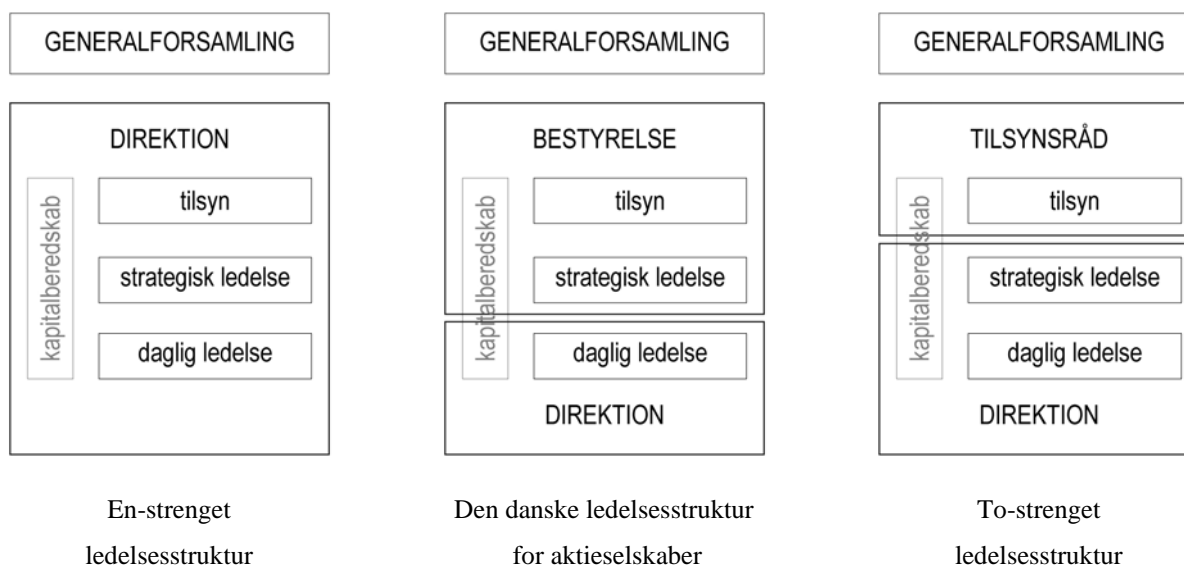 GENERALFORSAMLING
DIREKTION
kapitalberedskab
tilsyn
strategisk ledelse
daglig ledelse
En-strenget
ledelsesstruktur
GENERALFORSAMLING
BESTYRELSE
kapitalberedskab
tilsyn
strategisk ledelse
daglig ledelse
DIREKTION
Den danske ledelsesstruktur
for aktieselskaber
GENERALFORSAMLING
TILSYNSRÅD
kapitalberedskab
tilsyn
strategisk ledelse
daglig ledelse
DIREKTION
To-strenget
ledelsesstruktur